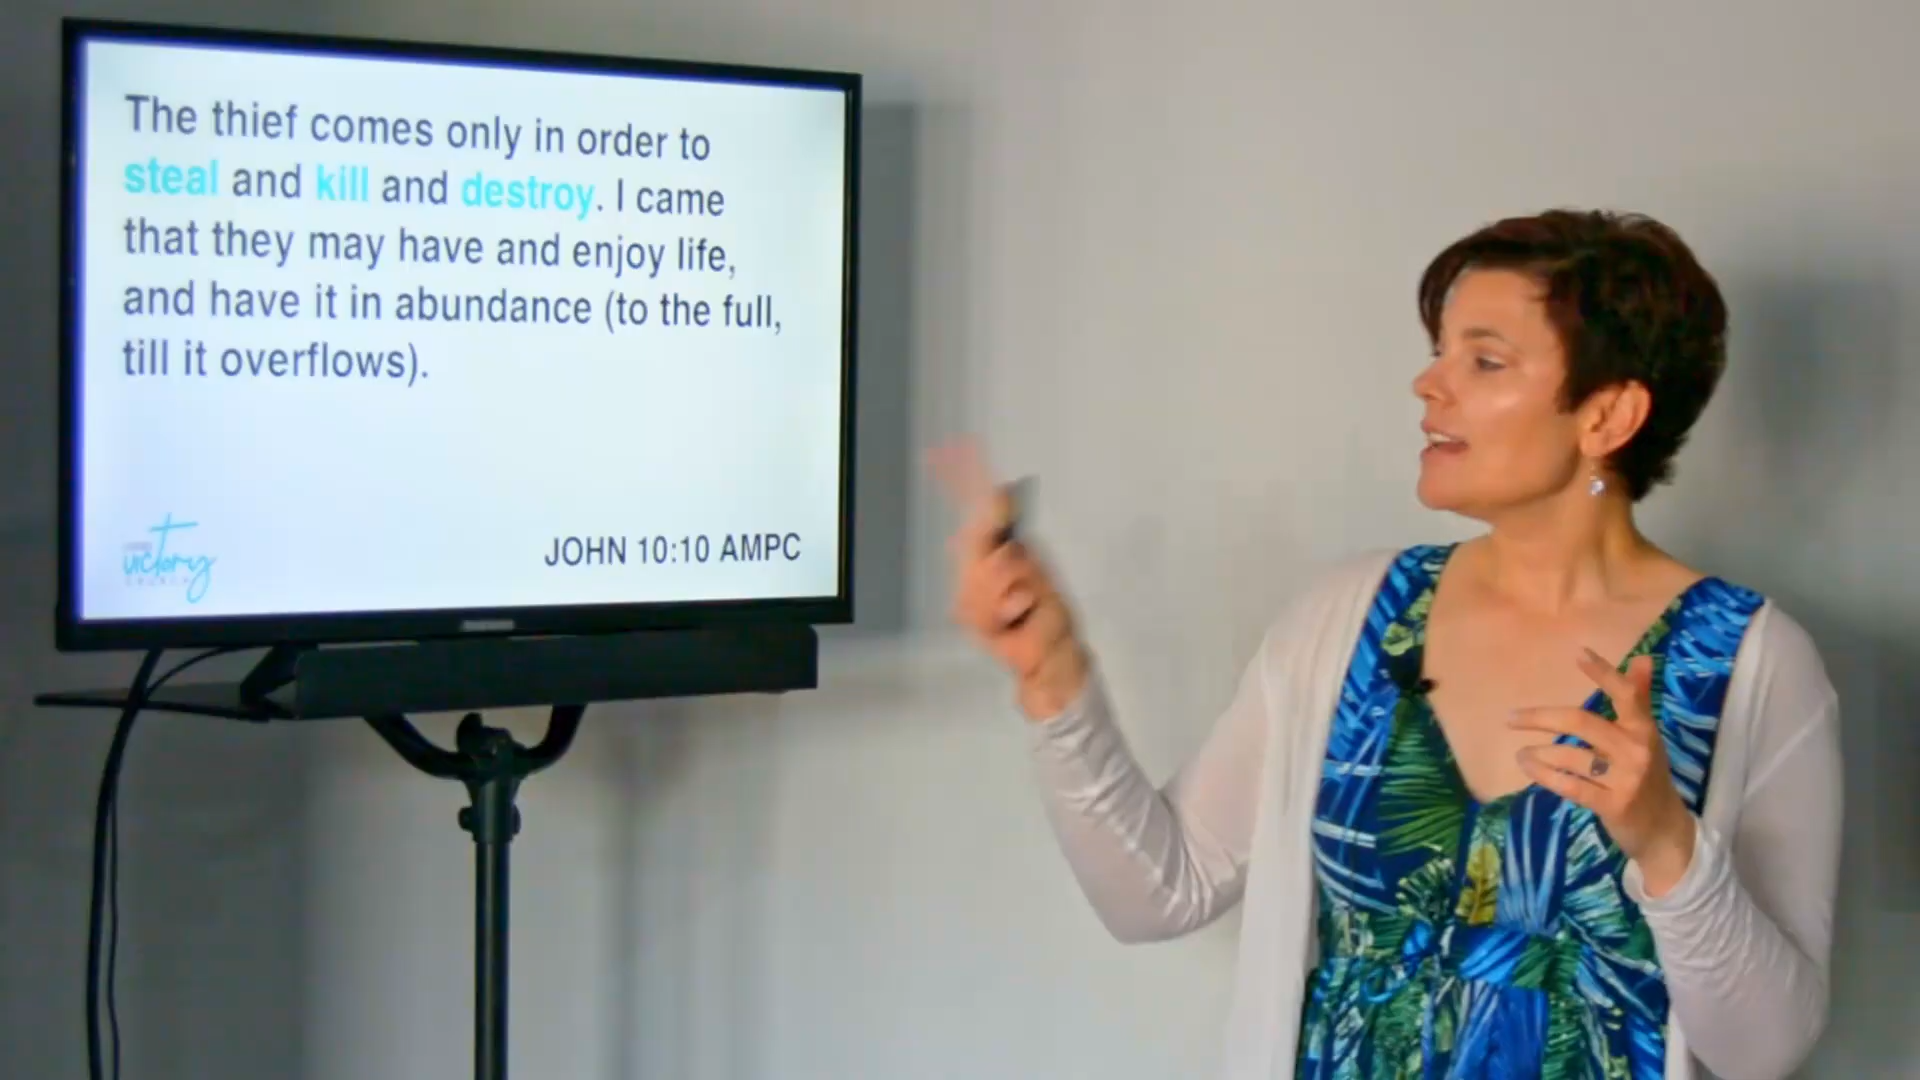 The thief comes only in order to
steal and kill and destroy. I came
that they may have and enjoy life,
and have it in abundance (to the full,
till it overflows).
victory
CHURCH
JOHN 10:10 AMPC